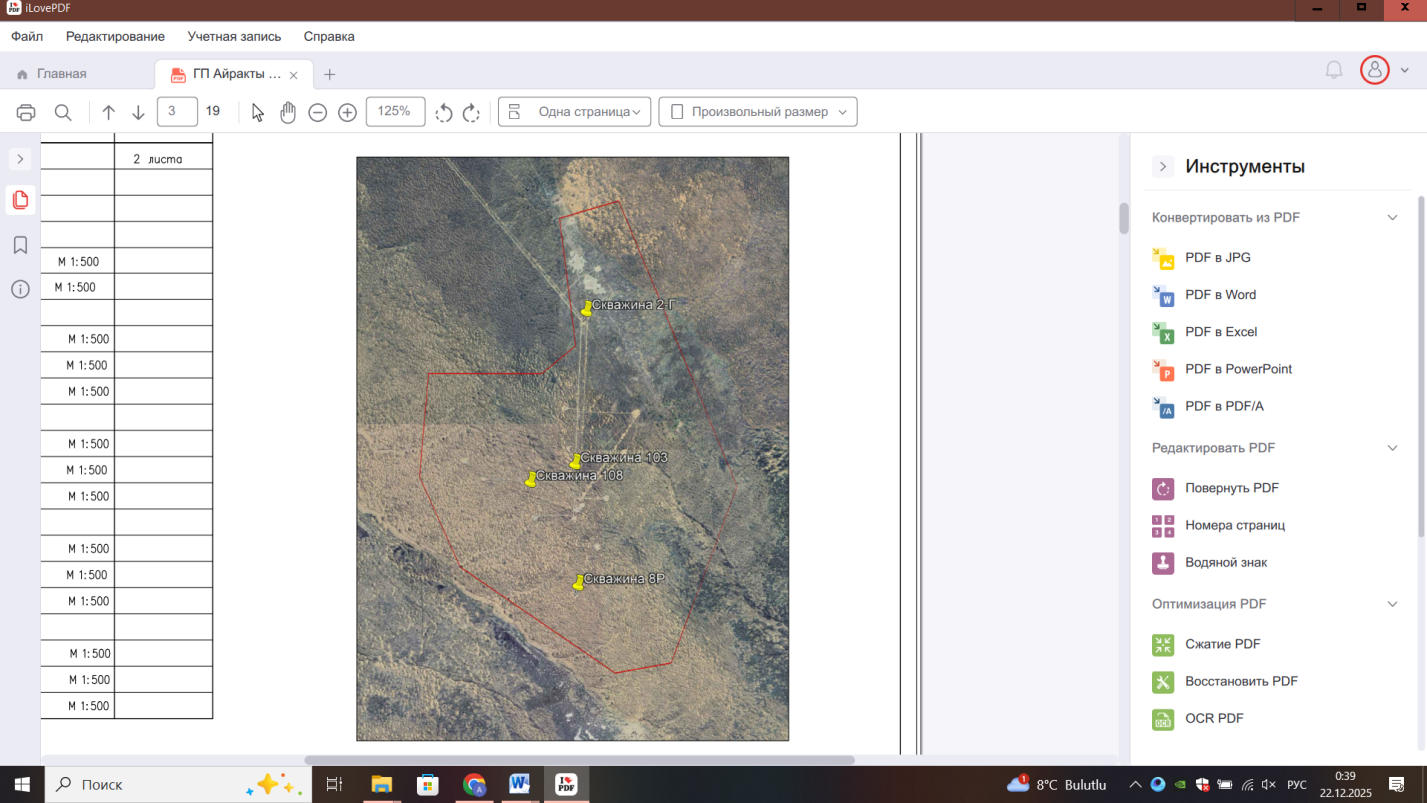 iLovePDF
Файл Редактирование Учетная запись Справка
Главная
ГП Айракты ...
3 19
125%
Одна страница
Произвольный размер
2 листа
М 1:500
М 1:500
М 1:500
М 1:500
М 1:500
М 1:500
М 1:500
М 1:500
М 1:500
М 1:500
М 1:500
М 1:500
М 1:500
М 1:500
Скважина 2-Г
Скважина 103
Скважина 108
Скважина 8Р
Инструменты
Конвертировать из PDF
PDF в JPG
PDF в Word
PDF в Excel
PDF в PowerPoint
PDF в PDF/A
Редактировать PDF
Повернуть PDF
Номера страниц
Водяной знак
Оптимизация PDF
Сжатие PDF
Восстановить PDF
OCR PDF
Поиск
1
8°C Bulutlu
РУС
0:39
22.12.2025